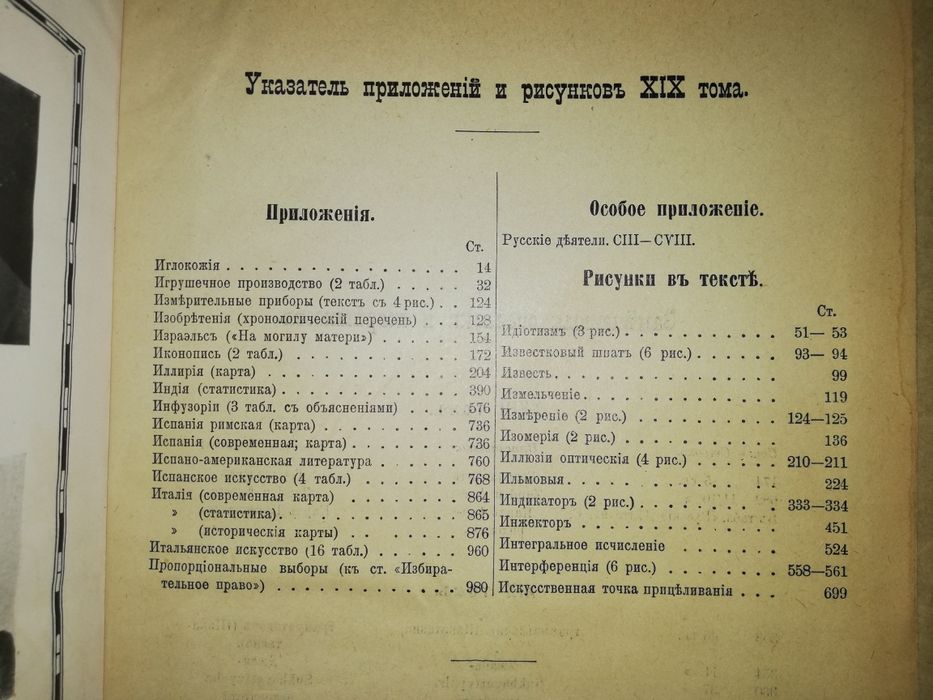 Указатель приложеній и рисунковъ XIX тома.
Приложенія.
Ст.
Иглокожія . . . . . . . . . . . . . . . . . 14
Игрушечное производство (2 табл.) . . . . . 32
Измѣрительные приборы (текстъ съ 4 рис.) . . 124
Изобрѣтенія (хронологическій перечень) . . . 128
Израэльсъ («На могилу матери») . . . . . . 154
Иконопись (2 табл.) . . . . . . . . . . . . 172
Иллирія (карта) . . . . . . . . . . . . . . 204
Индія (статистика) . . . . . . . . . . . . . 390
Инфузоріи (3 табл. съ объясненіями) . . . . 576
Испанія римская (карта) . . . . . . . . . . 736
Испанія (современная; карта) . . . . . . . . 736
Испано-американская литература . . . . . . 760
Испанское искусство (4 табл.) . . . . . . . 768
Италія (современная карта) . . . . . . . . 864
» (статистика). . . . . . . . . . . . . 865
» (историческія карты) . . . . . . . . 876
Итальянское искусство (16 табл.) . . . . . . 960
Пропорціональные выборы (къ ст. «Избира-
тельное право») . . . . . . . . . . . . . 980
Особое приложеніе.
Русскіе дѣятели. CIII—CVIII.
Рисунки въ текстѣ.
Ст.
Идіотизмъ (3 рис.) . . . . . . . . . . . 51— 53
Известковый шпатъ (6 рис.) . . . . . . 93— 94
Известь. . . . . . . . . . . . . . . . . 99
Измельченіе. . . . . . . . . . . . . . . 119
Измѣреніе (2 рис.) . . . . . . . . . . 124—125
Изомерія (2 рис.) . . . . . . . . . . . 136
Иллюзіи оптическія (4 рис.) . . . . . . 210—211
Ильмовыя. . . . . . . . . . . . . . . . 224
Индикаторъ (2 рис.) . . . . . . . . . . 333—334
Инжекторъ . . . . . . . . . . . . . . . 451
Интегральное исчисленіе . . . . . . . 524
Интерференція (6 рис.) . . . . . . . . 558—561
Искусственная точка прицѣливанія . . . 699